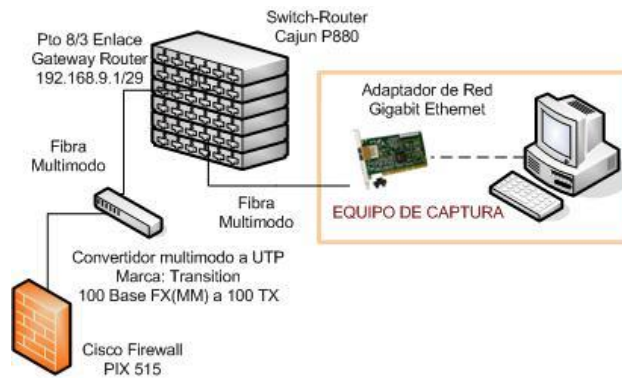 Switch-Router
Cajun P880
Pto 8/3 Enlace
Gateway Router
192.168.9.1/29
Adaptador de Red
Gigabit Ethernet
Fibra
Multimodo
Fibra
Multimodo
EQUIPO DE CAPTURA
Convertidor multimodo a UTP
Marca: Transition
100 Base FX(MM) a 100 TX
Cisco Firewall
PIX 515